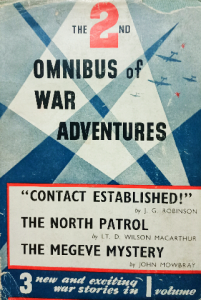 THE 2ND
OMNIBUS of
WAR
ADVENTURES
"CONTACT ESTABLISHED!"
by J. G. ROBINSON
THE NORTH PATROL
by LT. D. WILSON MACARTHUR
THE MEGEVE MYSTERY
by JOHN MOWBRAY
3 new and exciting war stories in 1 volume